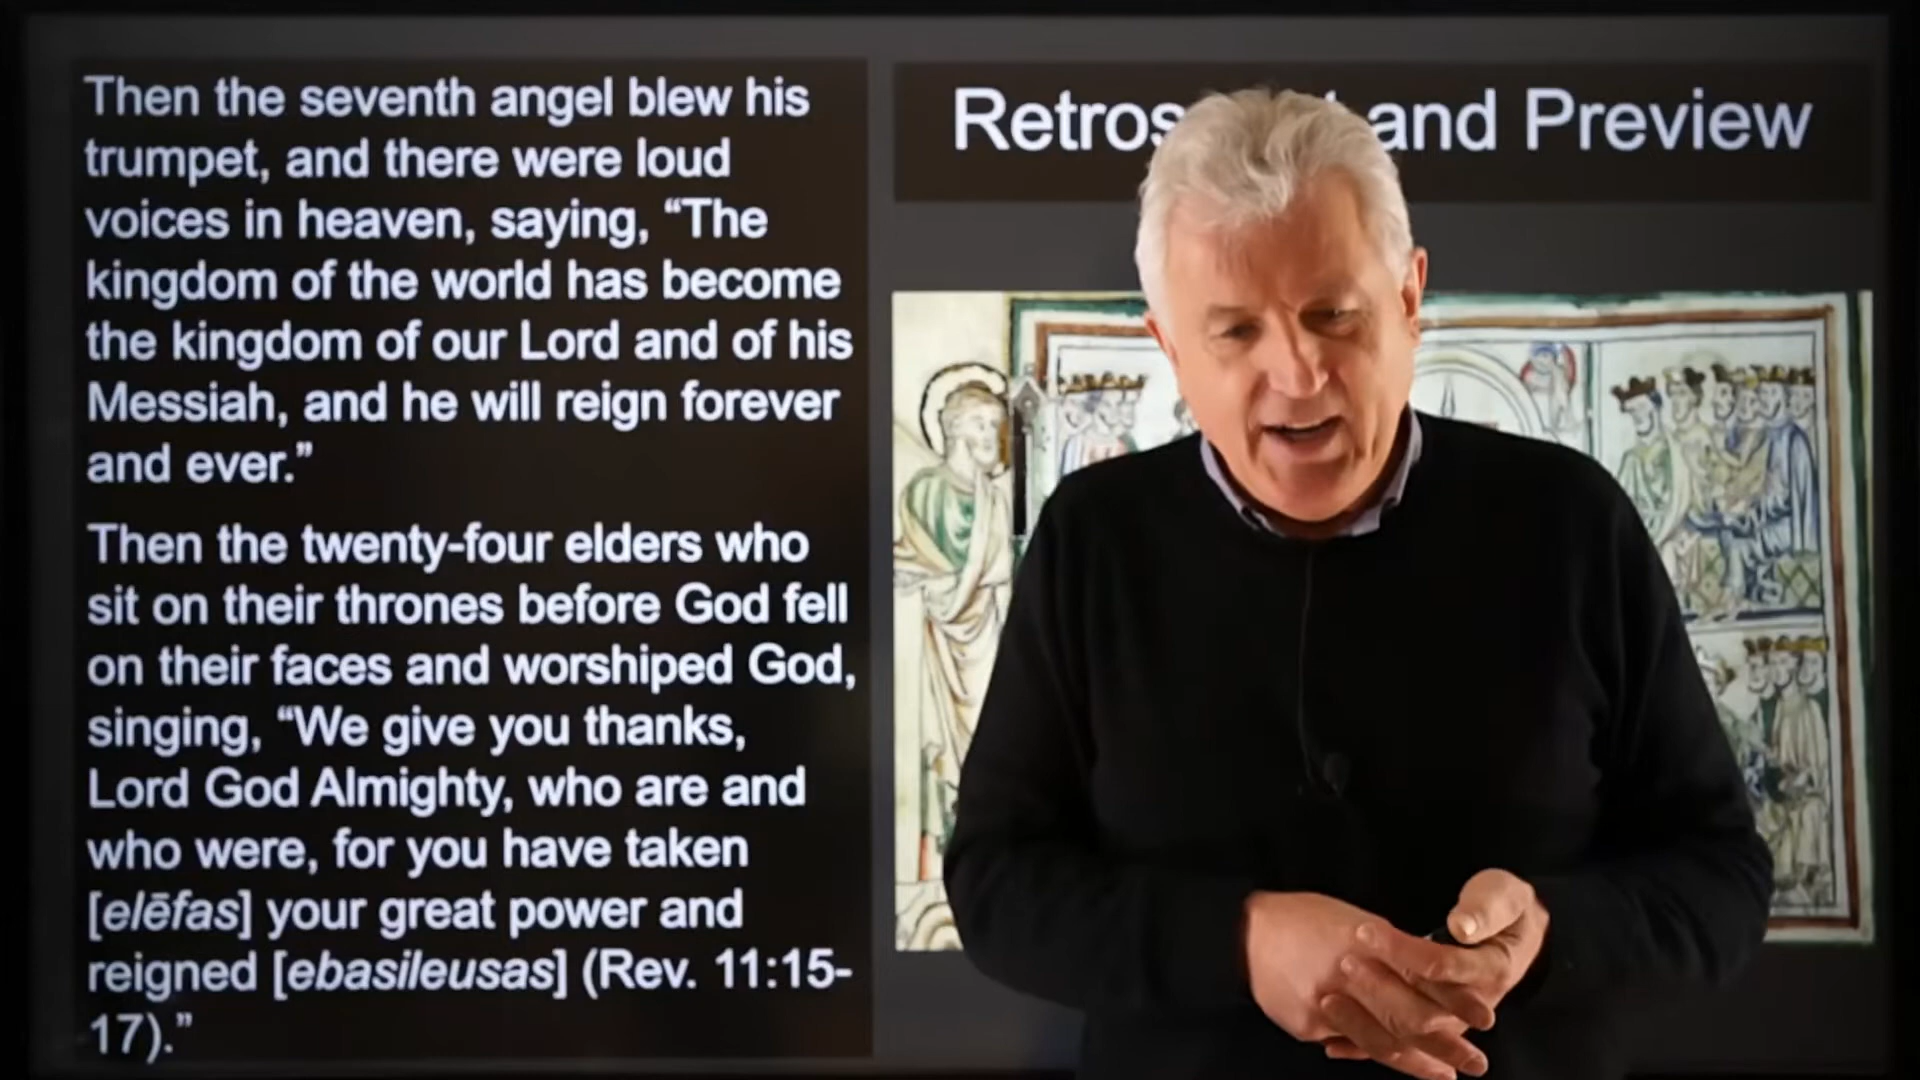 Then the seventh angel blew his
trumpet, and there were loud
voices in heaven, saying, “The
kingdom of the world has become
the kingdom of our Lord and of his
Messiah, and he will reign forever
and ever.”
Then the twenty-four elders who
sit on their thrones before God fell
on their faces and worshiped God,
singing, “We give you thanks,
Lord God Almighty, who are and
who were, for you have taken
[elēfas] your great power and
reigned [ebasileusas] (Rev. 11:15-
17).”
and Preview